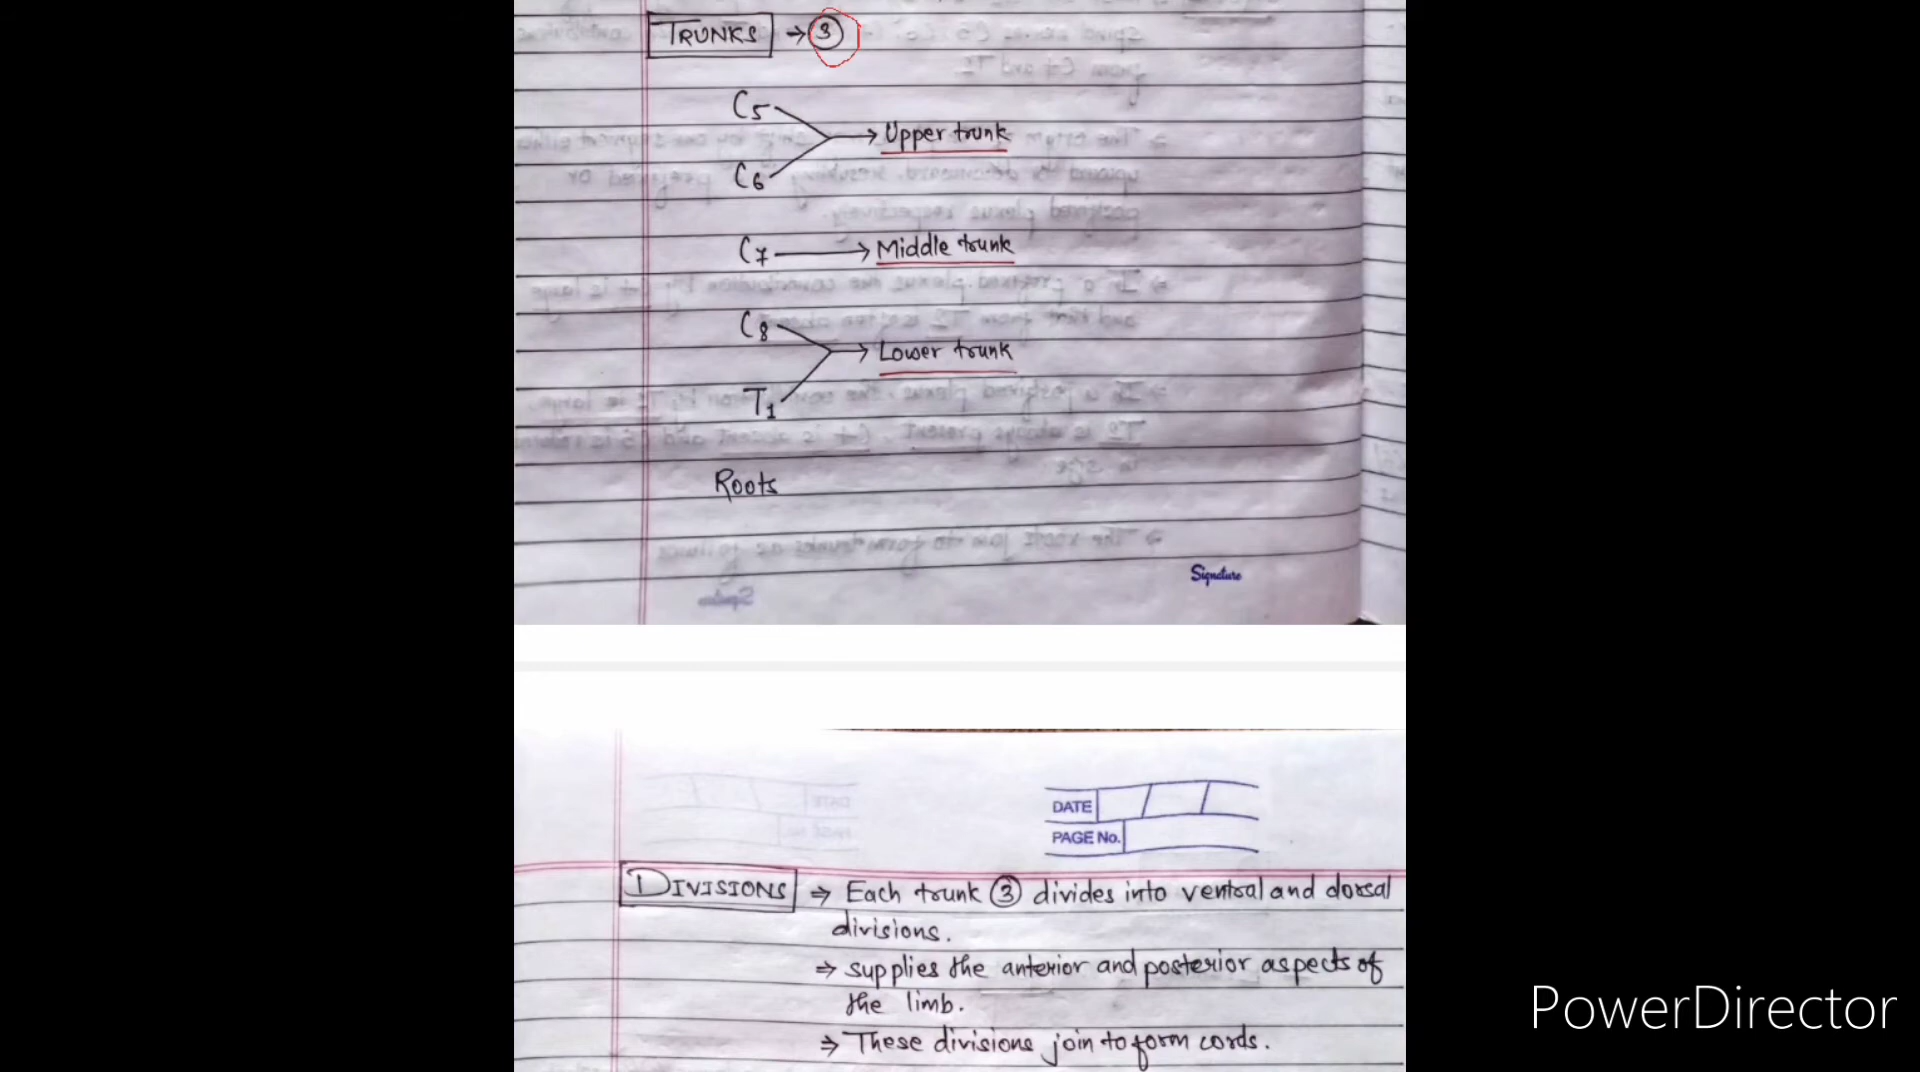 TRUNKS → 3
C5
Upper trunk
C6
C7 → Middle trunk
C8
Lower trunk
T1
Roots
Signature
DATE
PAGE No.
DIVISIONS ⇒ Each trunk 3 divides into ventral and dorsal
divisions.
⇒ supplies the anterior and posterior aspects of
the limb.
⇒ These divisions join to form cords.
PowerDirector